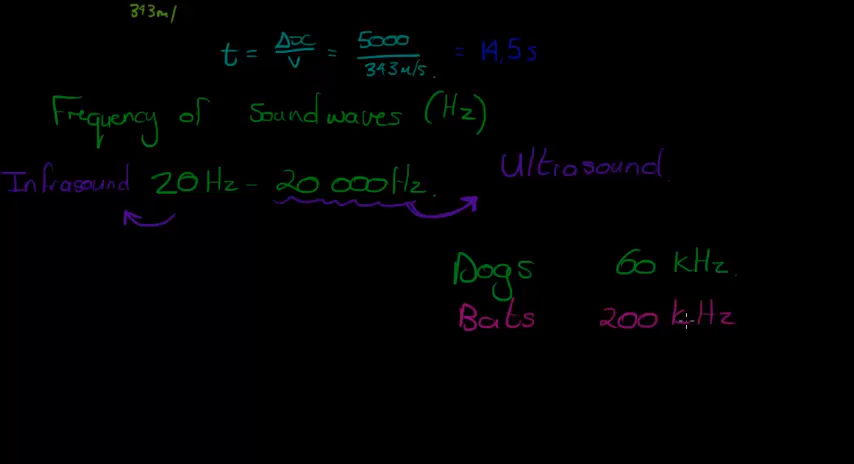 343m/
t = Δx/v = 5000/343m/s. = 14,5 s
Frequency of Soundwaves (Hz)
Infrasound 20Hz – 20 000Hz. Ultrasound
Dogs 60 KHz.
Bats 200 kHz